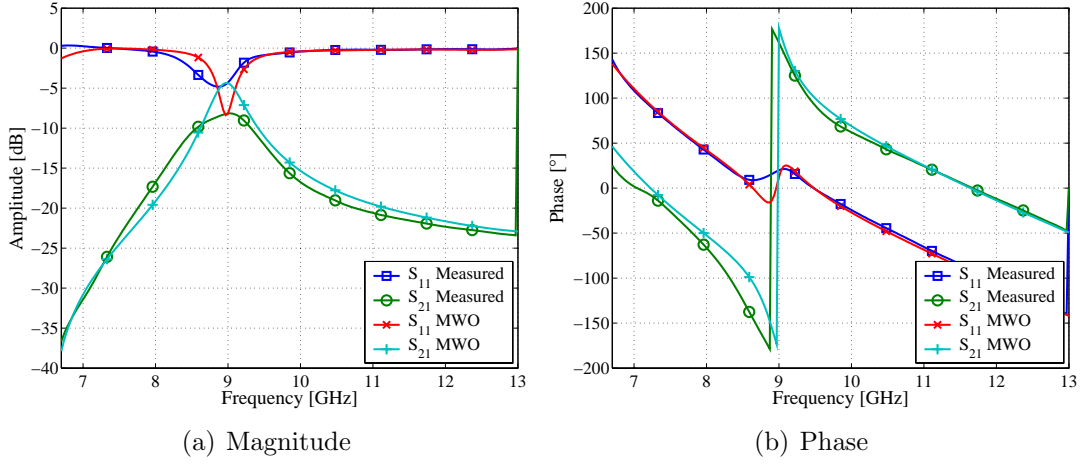 5
0
−5
−10
−15
−20
−25
−30
−35
−40
7 8 9 10 11 12 13
Amplitude [dB]
Frequency [GHz]
S11 Measured
S21 Measured
S11 MWO
S21 MWO
(a) Magnitude
200
150
100
50
0
−50
−100
−150
−200
7 8 9 10 11 12 13
Phase [°]
Frequency [GHz]
S11 Measured
S21 Measured
S11 MWO
S21 MWO
(b) Phase